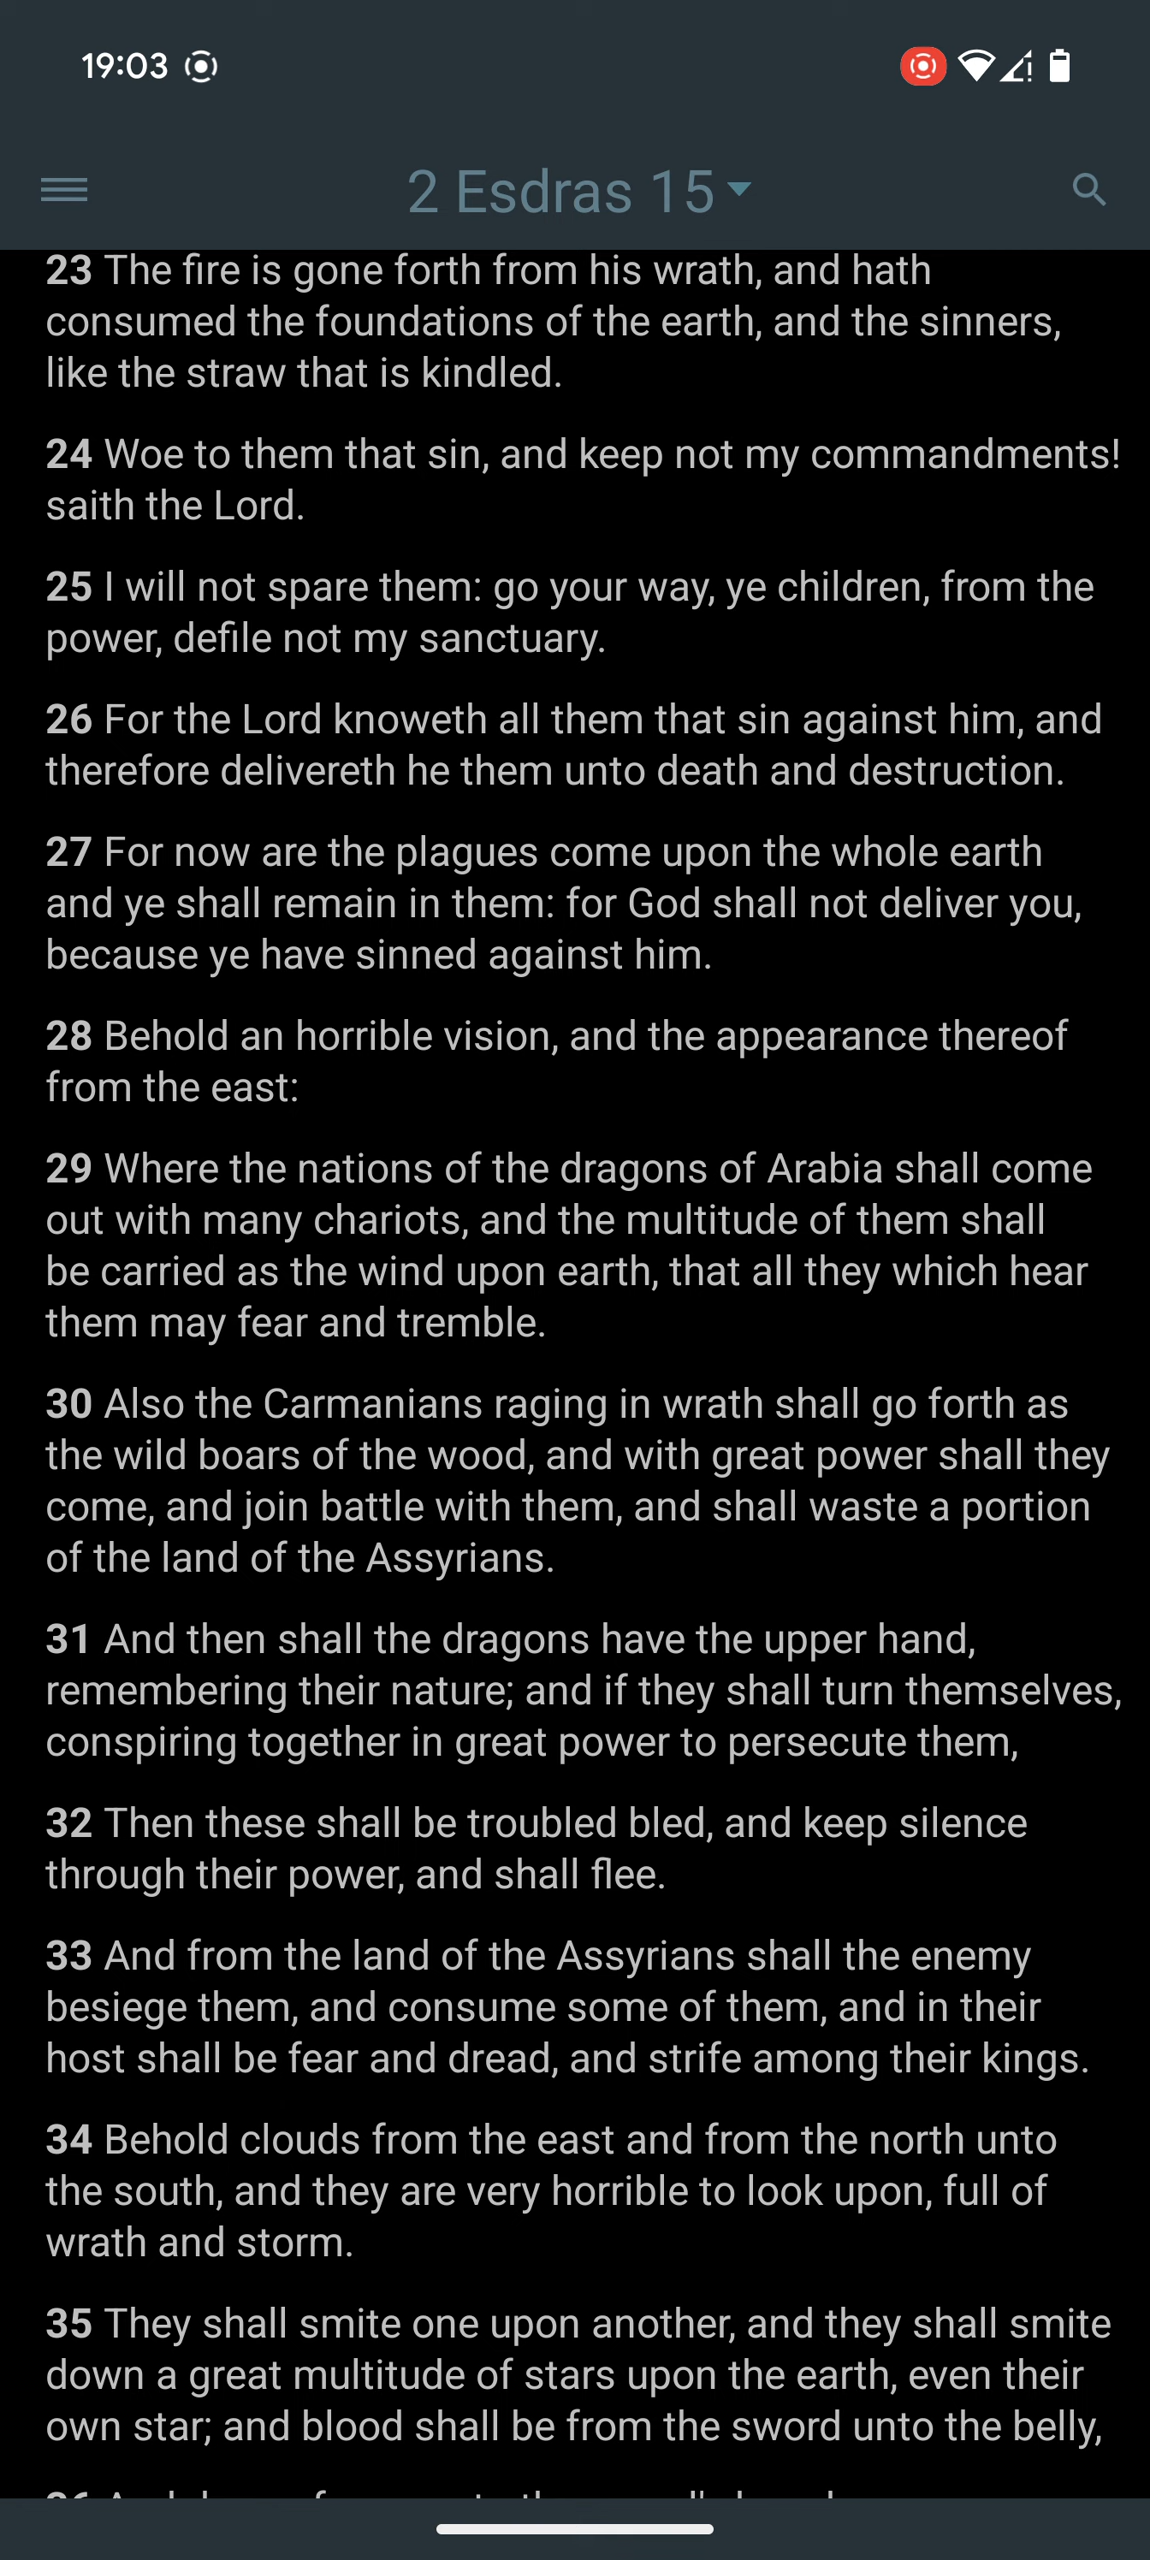 19:03
2 Esdras 15
23 The fire is gone forth from his wrath, and hath
consumed the foundations of the earth, and the sinners,
like the straw that is kindled.
24 Woe to them that sin, and keep not my commandments!
saith the Lord.
25 I will not spare them: go your way, ye children, from the
power, defile not my sanctuary.
26 For the Lord knoweth all them that sin against him, and
therefore delivereth he them unto death and destruction.
27 For now are the plagues come upon the whole earth
and ye shall remain in them: for God shall not deliver you,
because ye have sinned against him.
28 Behold an horrible vision, and the appearance thereof
from the east:
29 Where the nations of the dragons of Arabia shall come
out with many chariots, and the multitude of them shall
be carried as the wind upon earth, that all they which hear
them may fear and tremble.
30 Also the Carmanians raging in wrath shall go forth as
the wild boars of the wood, and with great power shall they
come, and join battle with them, and shall waste a portion
of the land of the Assyrians.
31 And then shall the dragons have the upper hand,
remembering their nature; and if they shall turn themselves,
conspiring together in great power to persecute them,
32 Then these shall be troubled bled, and keep silence
through their power, and shall flee.
33 And from the land of the Assyrians shall the enemy
besiege them, and consume some of them, and in their
host shall be fear and dread, and strife among their kings.
34 Behold clouds from the east and from the north unto
the south, and they are very horrible to look upon, full of
wrath and storm.
35 They shall smite one upon another, and they shall smite
down a great multitude of stars upon the earth, even their
own star; and blood shall be from the sword unto the belly,